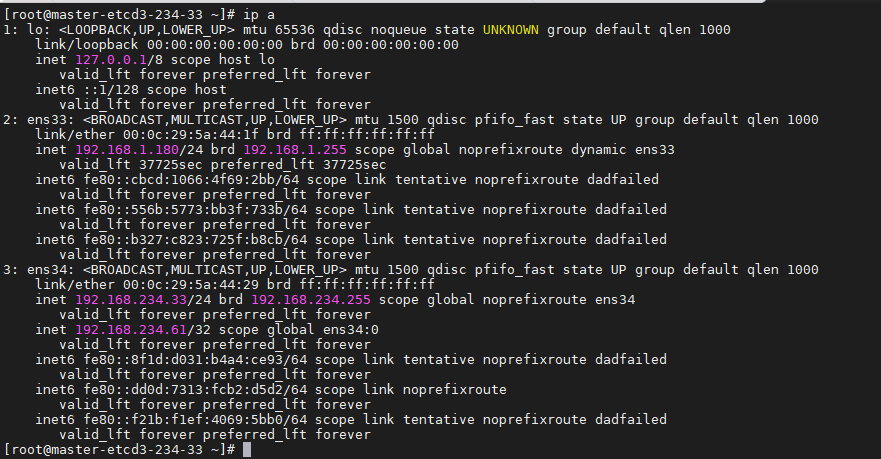 [root@master-etcd3-234-33 ~]# ip a
1: lo: <LOOPBACK,UP,LOWER_UP> mtu 65536 qdisc noqueue state UNKNOWN group default qlen 1000
    link/loopback 00:00:00:00:00:00 brd 00:00:00:00:00:00
    inet 127.0.0.1/8 scope host lo
       valid_lft forever preferred_lft forever
    inet6 ::1/128 scope host
       valid_lft forever preferred_lft forever
2: ens33: <BROADCAST,MULTICAST,UP,LOWER_UP> mtu 1500 qdisc pfifo_fast state UP group default qlen 1000
    link/ether 00:0c:29:5a:44:1f brd ff:ff:ff:ff:ff:ff
    inet 192.168.1.180/24 brd 192.168.1.255 scope global noprefixroute dynamic ens33
       valid_lft 37725sec preferred_lft 37725sec
    inet6 fe80::cbcd:1066:4f69:2bb/64 scope link tentative noprefixroute dadfailed
       valid_lft forever preferred_lft forever
    inet6 fe80::556b:5773:bb3f:733b/64 scope link tentative noprefixroute dadfailed
       valid_lft forever preferred_lft forever
    inet6 fe80::b327:c823:725f:b8cb/64 scope link tentative noprefixroute dadfailed
       valid_lft forever preferred_lft forever
3: ens34: <BROADCAST,MULTICAST,UP,LOWER_UP> mtu 1500 qdisc pfifo_fast state UP group default qlen 1000
    link/ether 00:0c:29:5a:44:29 brd ff:ff:ff:ff:ff:ff
    inet 192.168.234.33/24 brd 192.168.234.255 scope global noprefixroute ens34
       valid_lft forever preferred_lft forever
    inet 192.168.234.61/32 scope global ens34:0
       valid_lft forever preferred_lft forever
    inet6 fe80::8f1d:d031:b4a4:ce93/64 scope link tentative noprefixroute dadfailed
       valid_lft forever preferred_lft forever
    inet6 fe80::dd0d:7313:fcb2:d5d2/64 scope link noprefixroute
       valid_lft forever preferred_lft forever
    inet6 fe80::f21b:f1ef:4069:5bb0/64 scope link tentative noprefixroute dadfailed
       valid_lft forever preferred_lft forever
[root@master-etcd3-234-33 ~]#